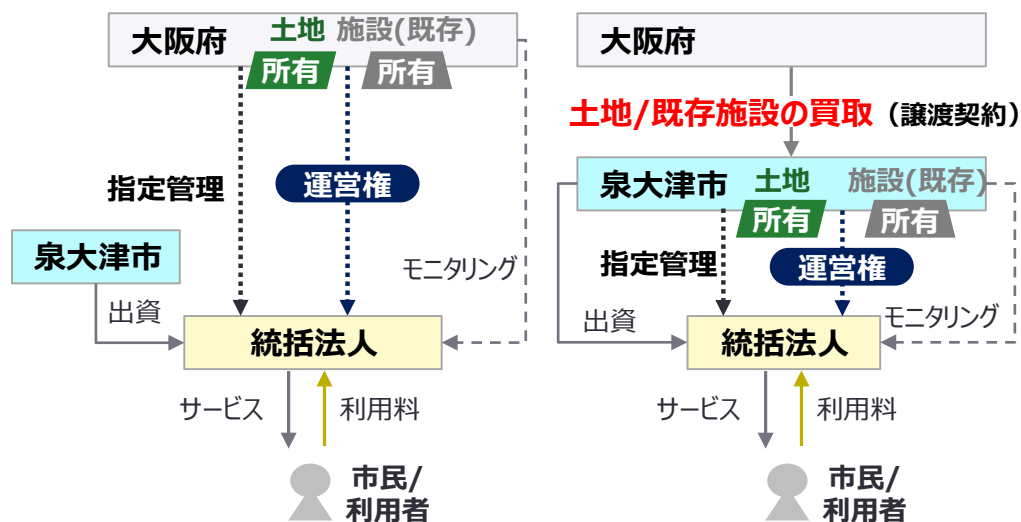 大阪府
土地 施設(既存)
所有
所有
指定管理
運営権
泉大津市
モニタリング
出資
統括法人
サービス
利用料
市民/
利用者
大阪府
土地/既存施設の買取（譲渡契約）
泉大津市
土地
施設(既存)
所有
所有
指定管理
運営権
出資
モニタリング
統括法人
サービス
利用料
市民/
利用者